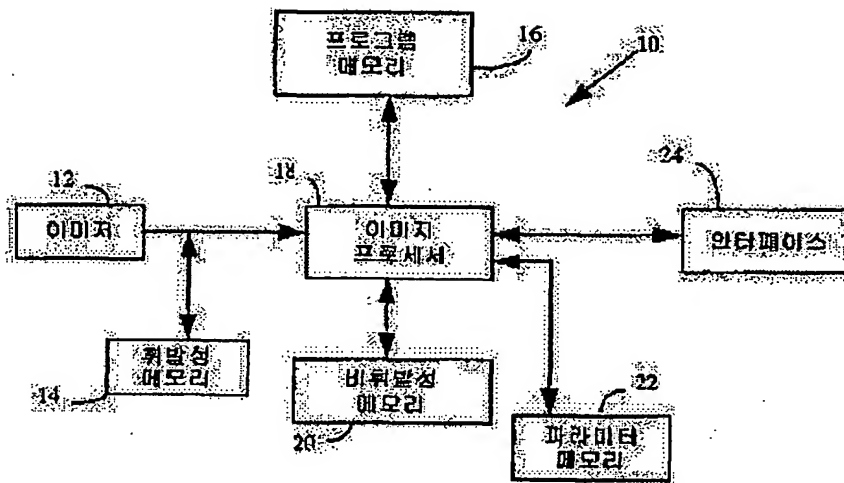 프로그램
메모리
16
10
12
이미저
18
이미지
프로세서
24
인터페이스
휘발성
메모리
14
비휘발성
메모리
20
22
파라미터
메모리